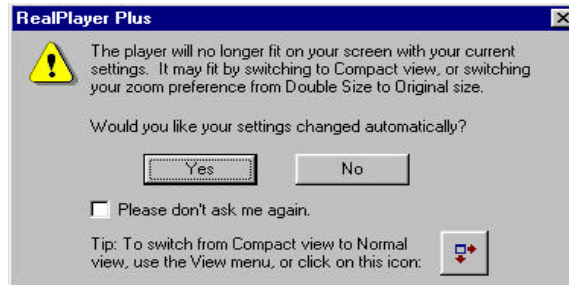 RealPlayer Plus
The player will no longer fit on your screen with your current
settings. It may fit by switching to Compact view, or switching
your zoom preference from Double Size to Original size.
Would you like your settings changed automatically?
Yes No
Please don't ask me again.
Tip: To switch from Compact view to Normal
view, use the View menu, or click on this icon: